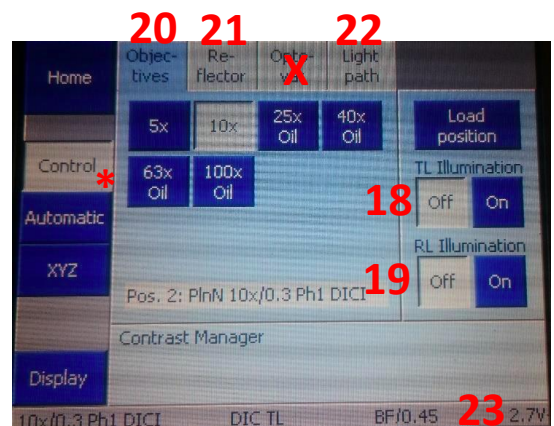 20 21 22
Objec-
tives
Re-
flector
Opto-
var
X
Light
path
Home
Control
*
Automatic
XYZ
Display
5x
10x
25x
Oil
40x
Oil
63x
Oil
100x
Oil
Load
position
TL Illumination
18 Off On
RL Illumination
19 Off On
Pos. 2: PlnN 10x/0.3 Ph1 DICI
Contrast Manager
10x/0.3 Ph1 DICI DIC TL BF/0.45 23 2.7V